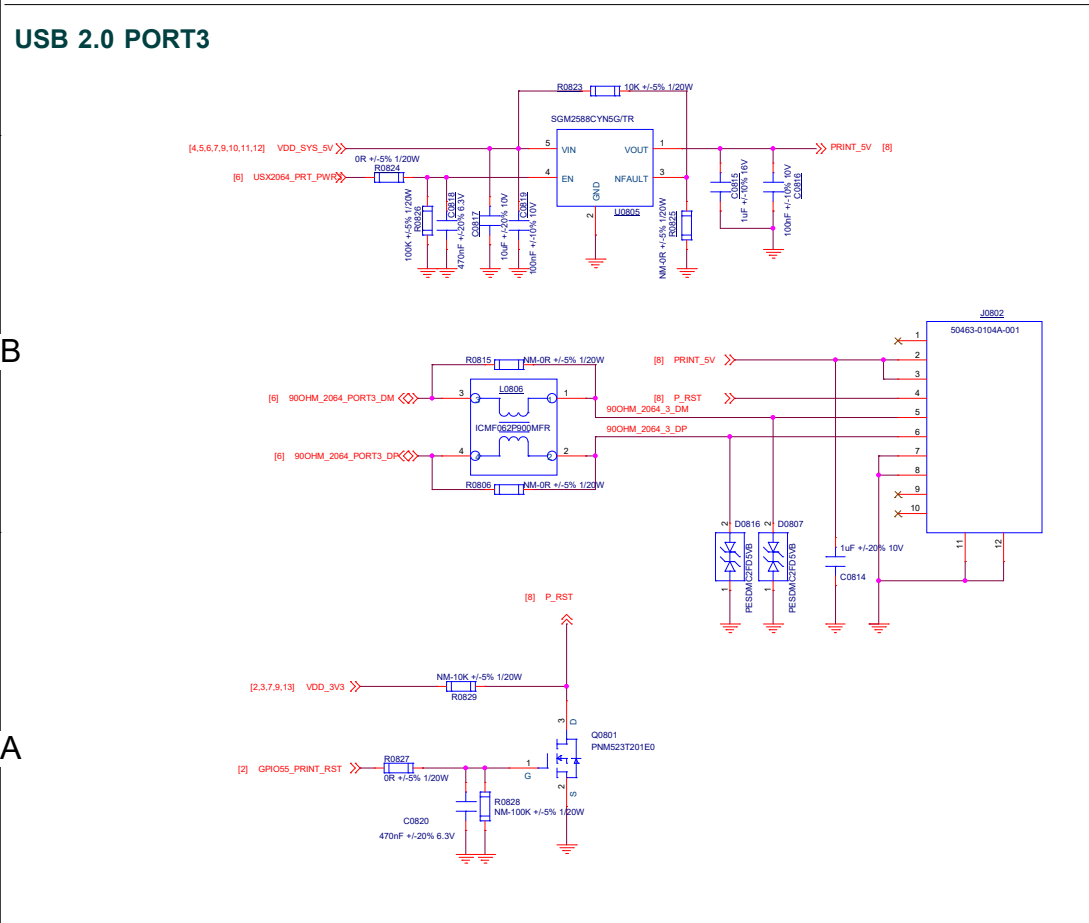 USB 2.0 PORT3
R0823 10K +/-5% 1/20W
SGM2588CYN5G/TR
[4,5,6,7,9,10,11,12] VDD_SYS_5V
5 VIN VOUT 1
PRINT_5V [8]
0R +/-5% 1/20W
R0824
[6] USX2064_PRT_PWR
4 EN NFAULT 3
GND
2
U0805
100K +/-5% 1/20W
R0826
C0818
470nF +/-20% 6.3V
C0817
10uF +/-20% 10V
C0819
100nF +/-10% 10V
NM-0R +/-5% 1/20W
R0825
C0815
1uF +/-10% 16V
100nF +/-10% 10V
C0816
J0802
50463-0104A-001
B
1
2
3
4
5
6
7
8
9
10
11
12
[8] PRINT_5V
[8] P_RST
R0815 NM-0R +/-5% 1/20W
L0806
[6] 90OHM_2064_PORT3_DM
3 1
90OHM_2064_3_DM
ICMF062P900MFR
90OHM_2064_3_DP
[6] 90OHM_2064_PORT3_DP
4 2
R0806 NM-0R +/-5% 1/20W
2 D0816 2 D0807
1 PESDMC2FD5VB
1 PESDMC2FD5VB
1uF +/-20% 10V
C0814
[8] P_RST
NM-10K +/-5% 1/20W
[2,3,7,9,13] VDD_3V3
R0829
A
3 D
Q0801
PNM523T201E0
R0827
[2] GPIO55_PRINT_RST
0R +/-5% 1/20W
1
G
2 S
R0828
NM-100K +/-5% 1/20W
C0820
470nF +/-20% 6.3V